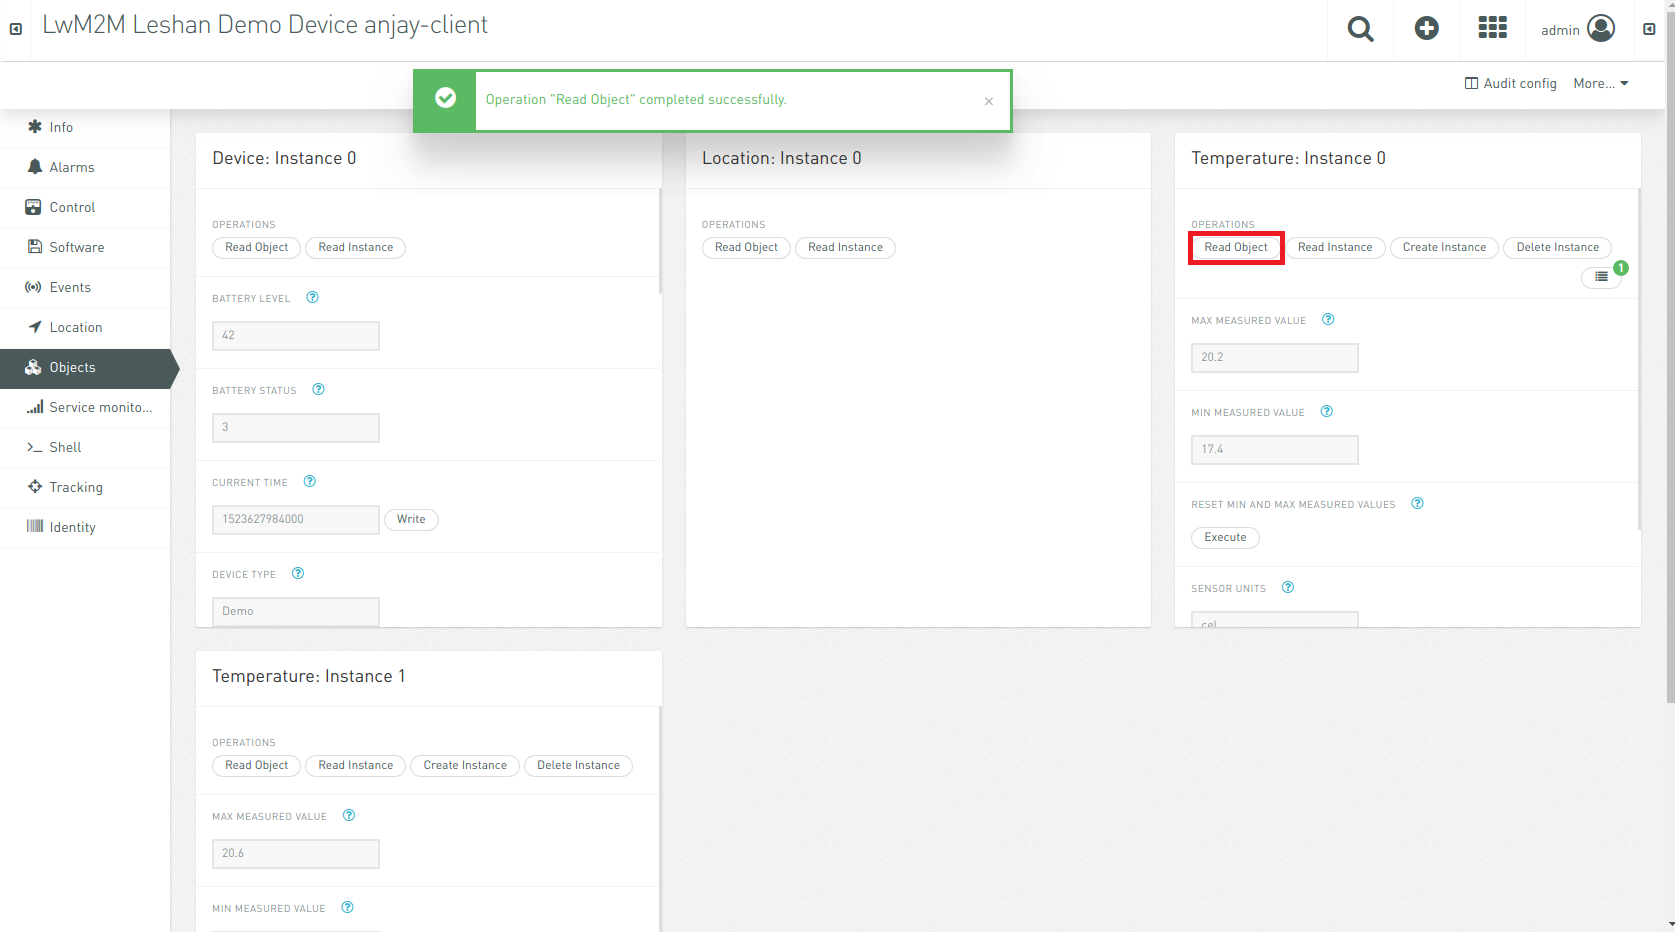 LwM2M Leshan Demo Device anjay-client
admin
Audit config
More...
Operation "Read Object" completed successfully.
×
Info
Alarms
Control
Software
Events
Location
Objects
Service monito...
Shell
Tracking
Identity
Device: Instance 0
OPERATIONS
Read Object Read Instance
BATTERY LEVEL ?
42
BATTERY STATUS ?
3
CURRENT TIME ?
1523627984000 Write
DEVICE TYPE ?
Demo
Location: Instance 0
OPERATIONS
Read Object Read Instance
Temperature: Instance 0
OPERATIONS
Read Object Read Instance Create Instance Delete Instance
1
MAX MEASURED VALUE ?
20.2
MIN MEASURED VALUE ?
17.4
RESET MIN AND MAX MEASURED VALUES ?
Execute
SENSOR UNITS ?
cel
Temperature: Instance 1
OPERATIONS
Read Object Read Instance Create Instance Delete Instance
MAX MEASURED VALUE ?
20.6
MIN MEASURED VALUE ?